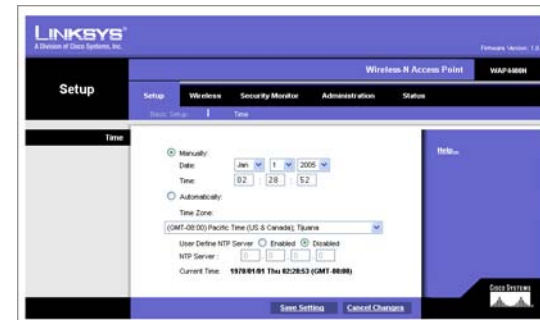 LINKSYS®
A Division of Cisco Systems, Inc.
Firmware Version: 1.0
Wireless-N Access Point WAP4400N
Setup
Setup Wireless Security Monitor Administration Status
Basic Setup | Time
Time
Manually:
Date: Jan 1 2005
Time: 02 : 28 : 52
Automatically:
Time Zone:
(GMT-08:00) Pacific Time (US & Canada); Tijuana
User Define NTP Server Enabled Disabled
NTP Server : 0 . 0 . 0 . 0
Current Time: 1970/01/01 Thu 02:28:53 (GMT-08:00)
Help...
Save Setting Cancel Changes
CISCO SYSTEMS